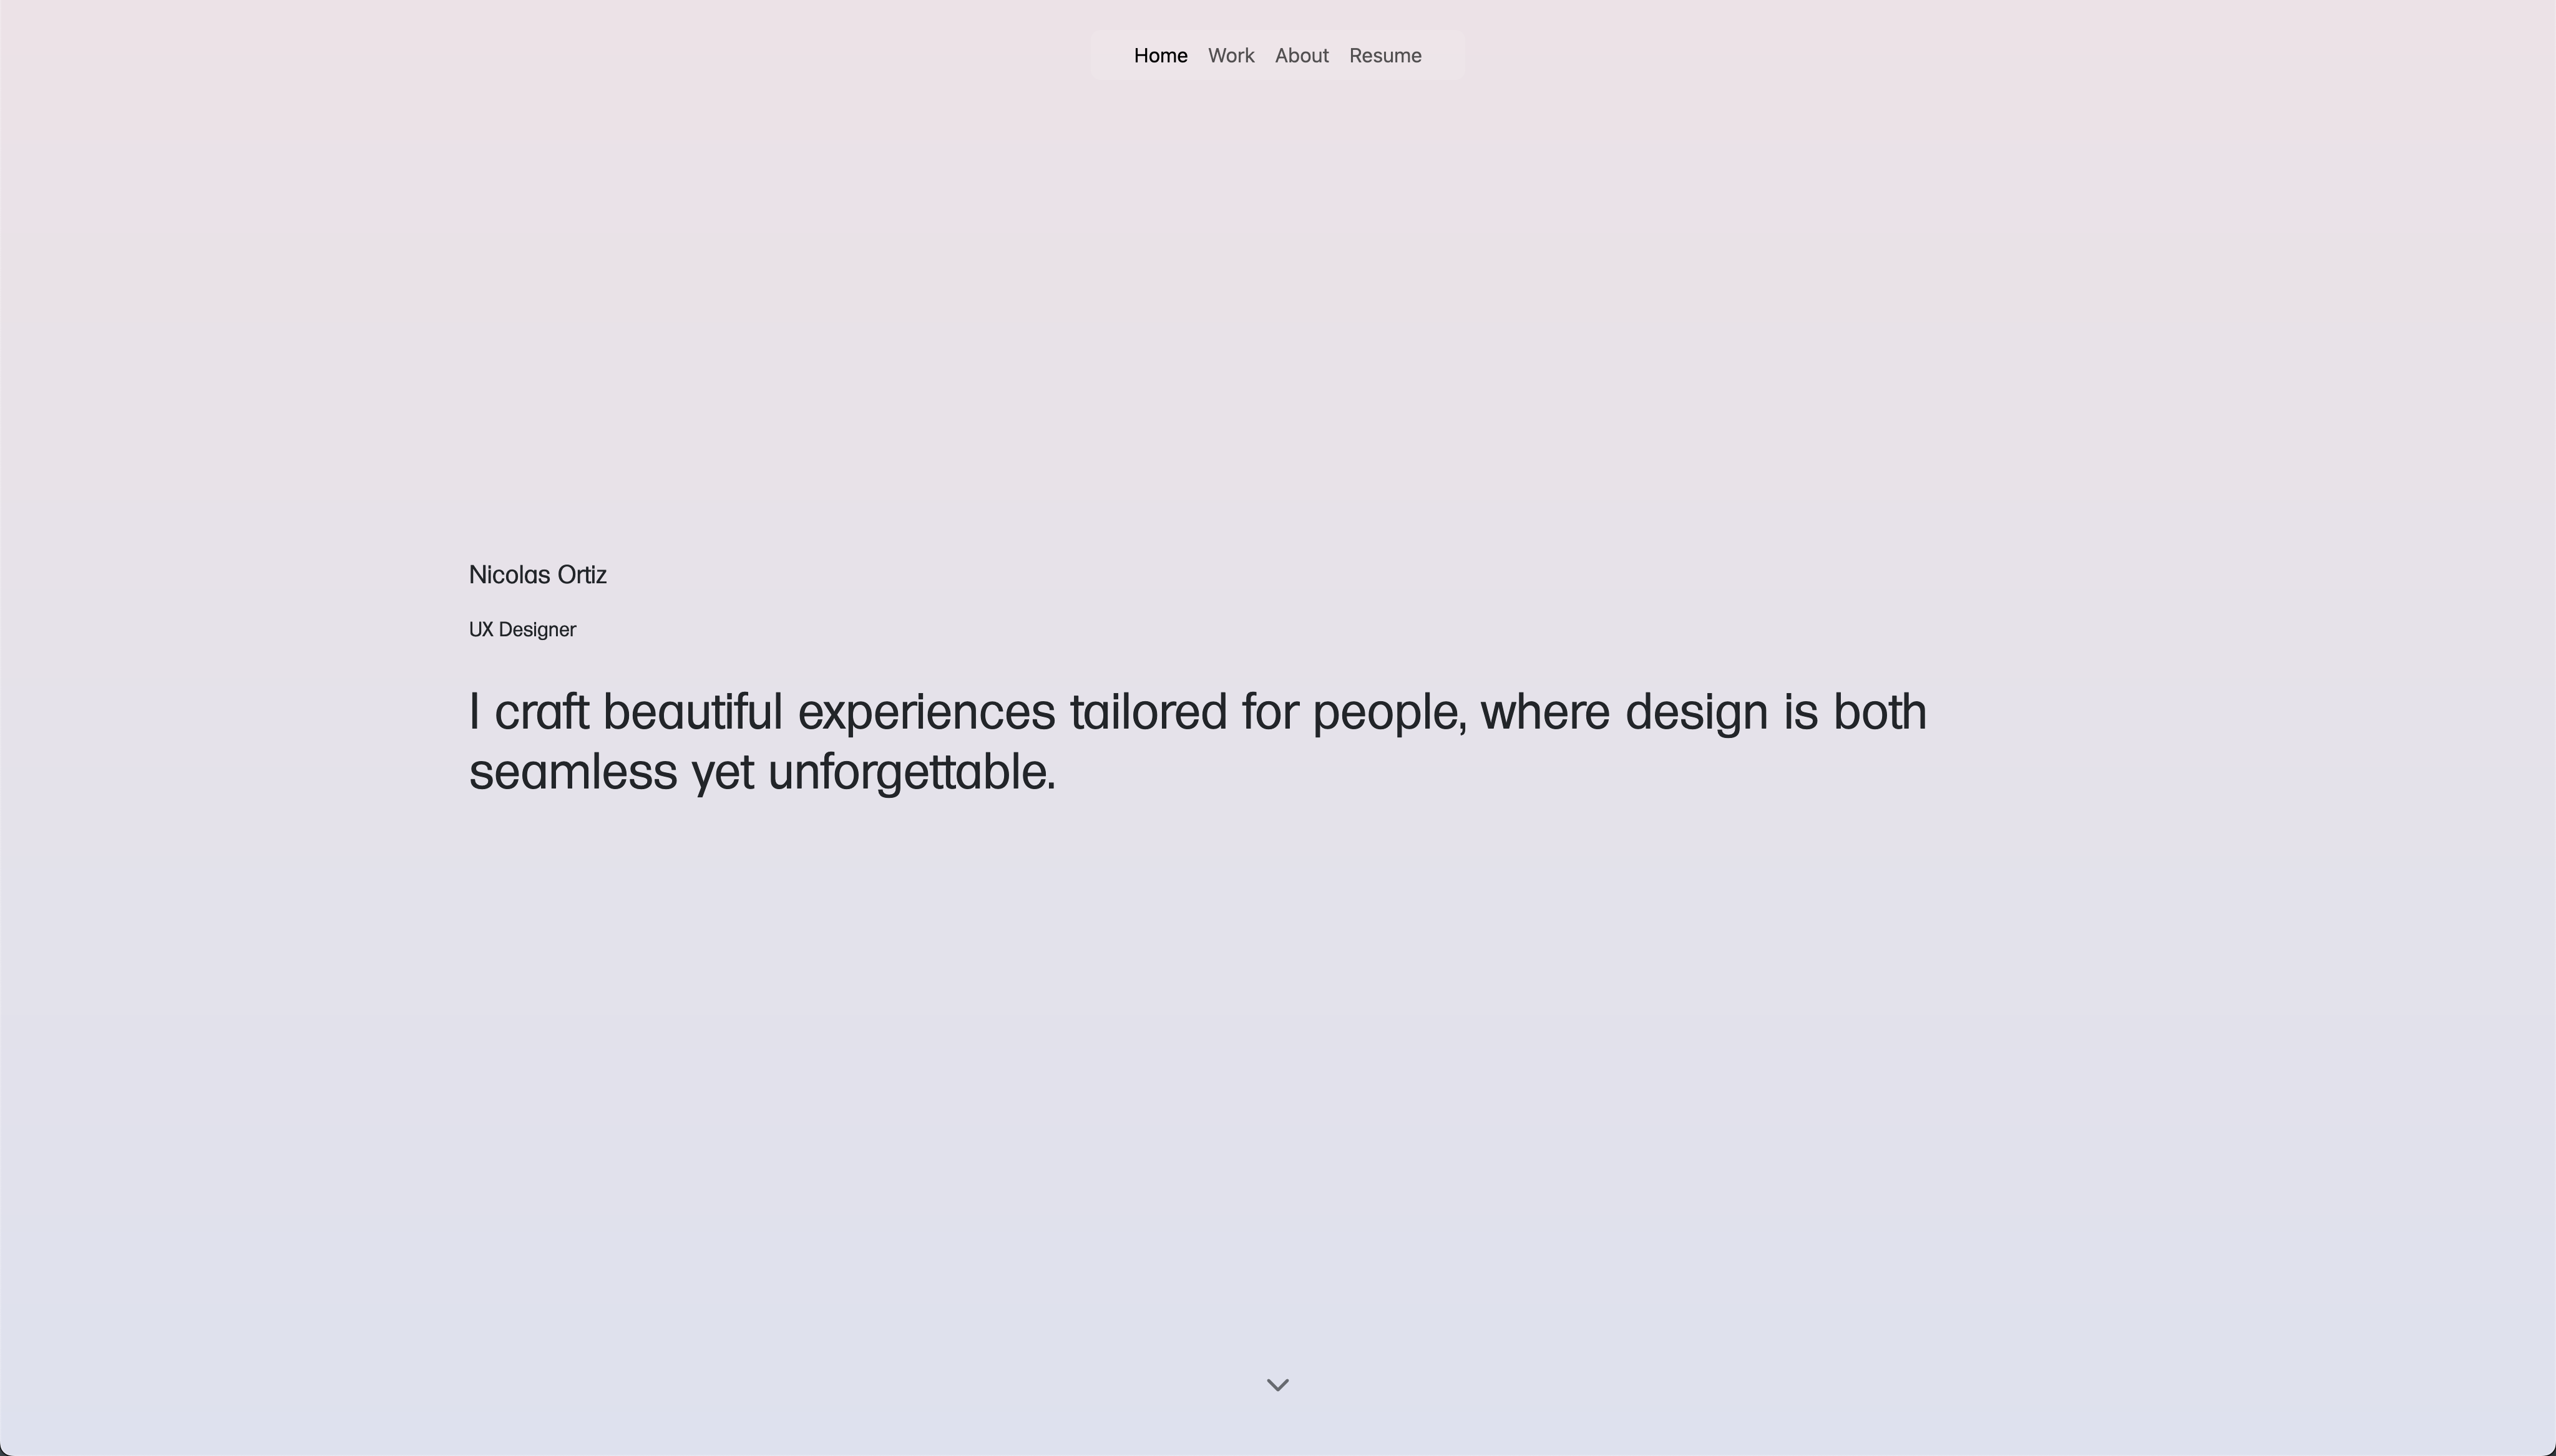 Home Work About Resume
Nicolas Ortiz
UX Designer
I craft beautiful experiences tailored for people, where design is both
seamless yet unforgettable.